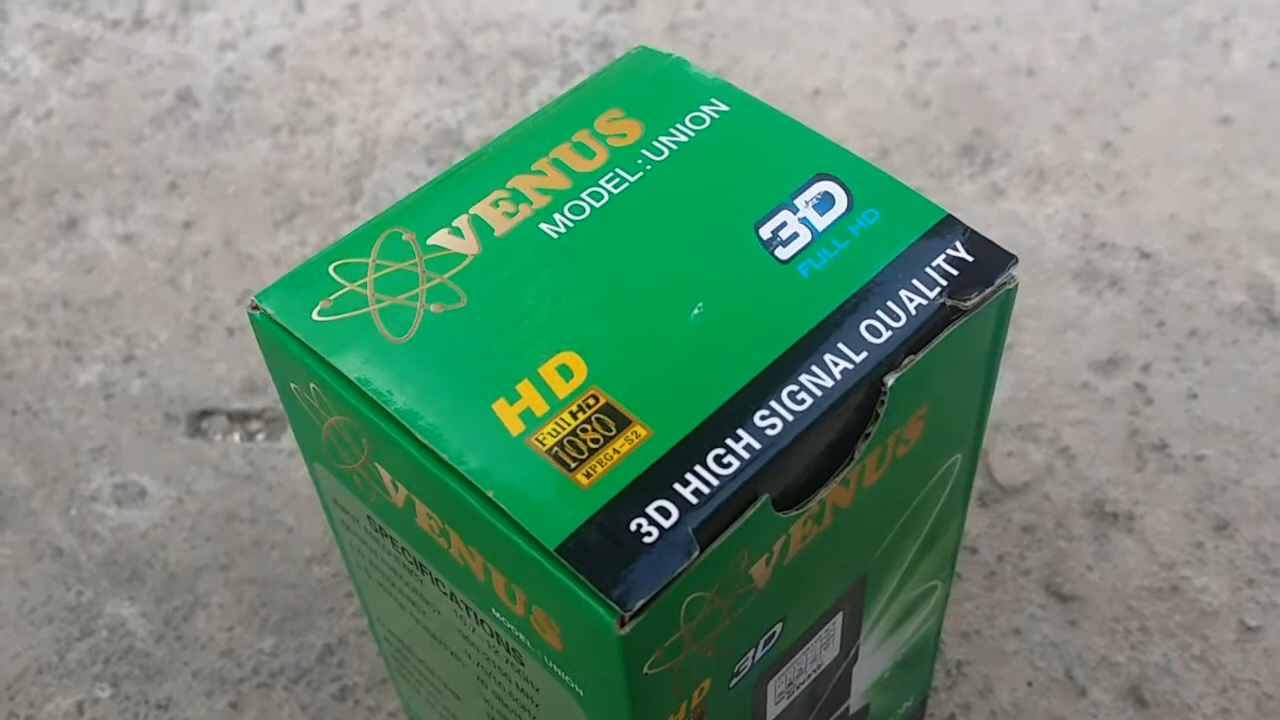 VENUS
MODEL: UNION
3D
FULL HD
HD
Full HD
1080
MPEG4-S2
3D HIGH SIGNAL QUALITY
VENUS
MODEL: UNION
SPECIFICATIONS
VENUS
3D
HD